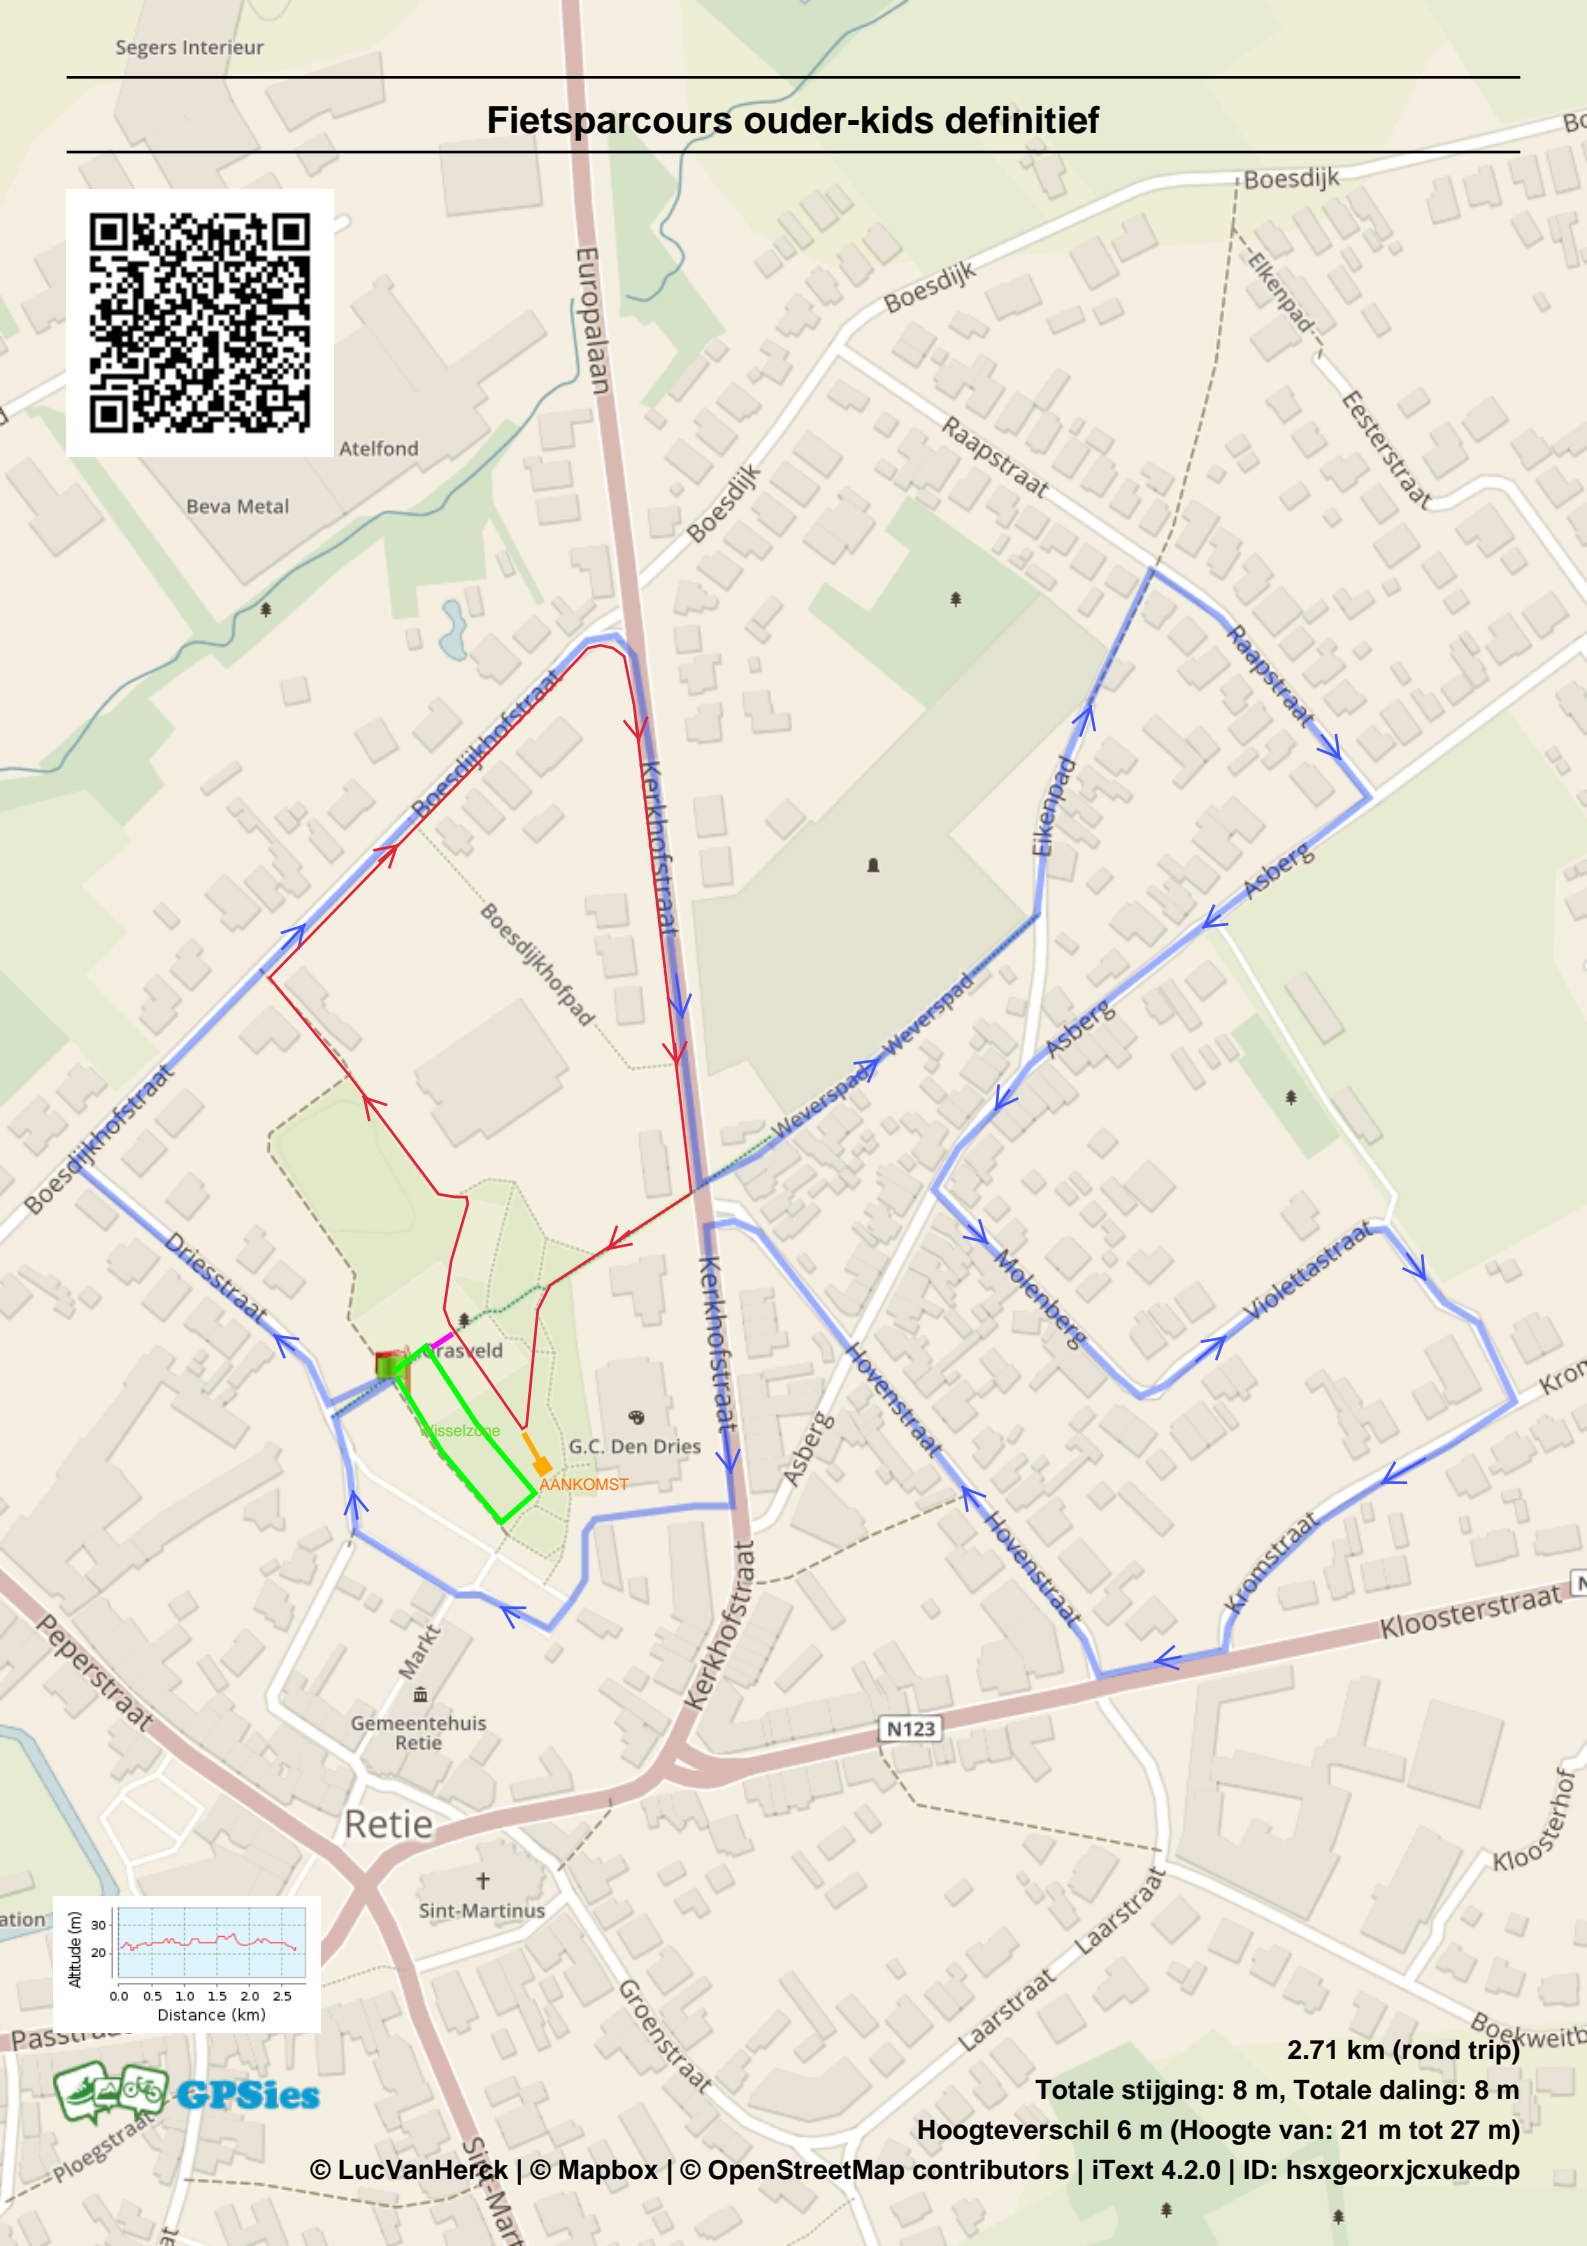 Segers Interieur
Fietsparcours ouder-kids definitief
Boesdijk
Elkenpad
Europalaan
Boesdijk
Eesterstraat
Raapstraat
Atelfond
Boesdijk
Beva Metal
Raapstraat
Boesdijkhofstraat
Kerkhofstraat
Eikenpad
Asberg
Boesdijkhofpad
Weverspad
Asberg
Weverspad
Boesdijkhofstraat
Driesstraat
Molenberg
Violettastraat
Kerkhofstraat
Grasveld
Hovenstraat
Wisselzone
G.C. Den Dries
Asberg
AANKOMST
Hovenstraat
Kromstraat
Kloosterstraat
Kerkhofstraat
Peperstraat
Markt
Gemeentehuis
Retie
N123
Retie
Kloosterhof
Sint-Martinus
Laarstraat
Altitude (m)
30
20
0.0 0.5 1.0 1.5 2.0 2.5
Distance (km)
Groenstraat
Laarstraat
2.71 km (rond trip)
GPSies
Totale stijging: 8 m, Totale daling: 8 m
Ploegstraat
Hoogteverschil 6 m (Hoogte van: 21 m tot 27 m)
© LucVanHerck | © Mapbox | © OpenStreetMap contributors | iText 4.2.0 | ID: hsxgeorxjcxukedp